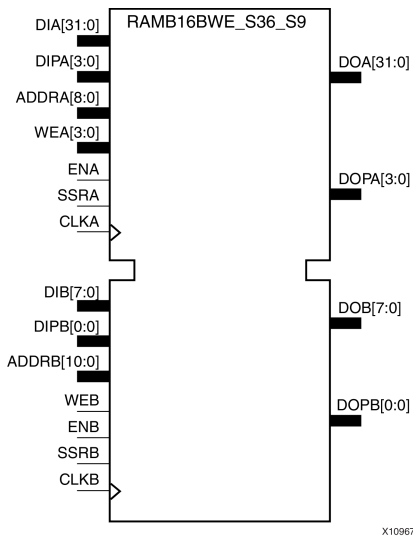 RAMB16BWE_S36_S9
DIA[31:0]
DIPA[3:0]
ADDRA[8:0]
WEA[3:0]
ENA
SSRA
CLKA
DOA[31:0]
DOPA[3:0]
DIB[7:0]
DIPB[0:0]
ADDRB[10:0]
WEB
ENB
SSRB
CLKB
DOB[7:0]
DOPB[0:0]
X10967